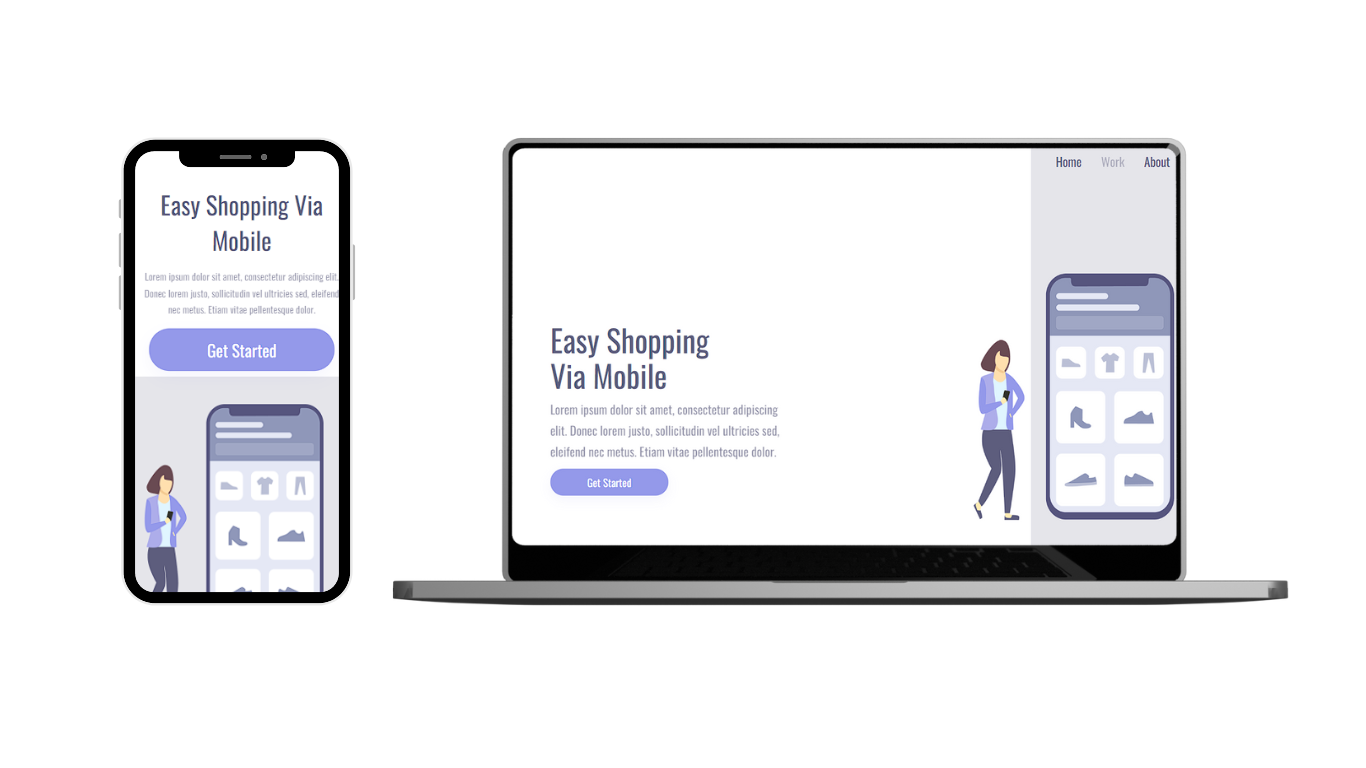 Easy Shopping Via
Mobile
Lorem ipsum dolor sit amet, consectetur adipiscing elit.
Donec lorem justo, sollicitudin vel ultricies sed, eleifend
nec metus. Etiam vitae pellentesque dolor.
Get Started
Home Work About
Easy Shopping
Via Mobile
Lorem ipsum dolor sit amet, consectetur adipiscing
elit. Donec lorem justo, sollicitudin vel ultricies sed,
eleifend nec metus. Etiam vitae pellentesque dolor.
Get Started